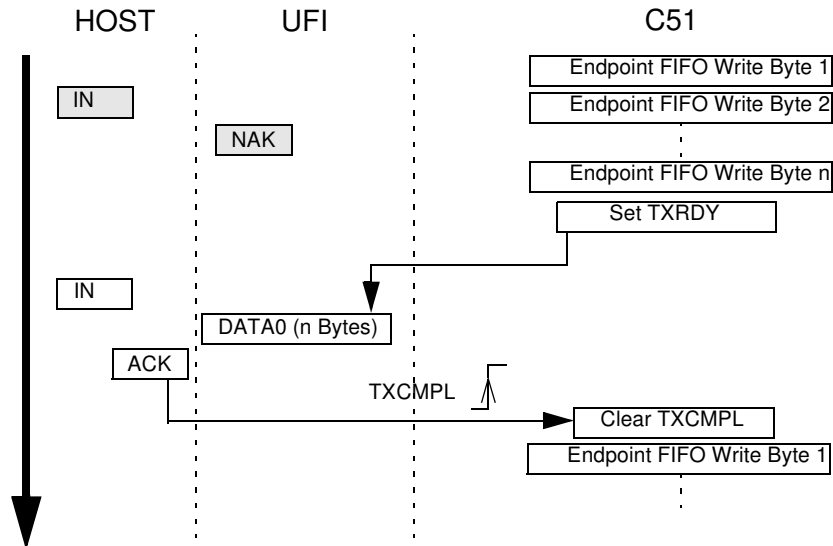 HOST UFI C51
Endpoint FIFO Write Byte 1
IN
Endpoint FIFO Write Byte 2
NAK
Endpoint FIFO Write Byte n
Set TXRDY
IN
DATA0 (n Bytes)
ACK
TXCMPL
Clear TXCMPL
Endpoint FIFO Write Byte 1